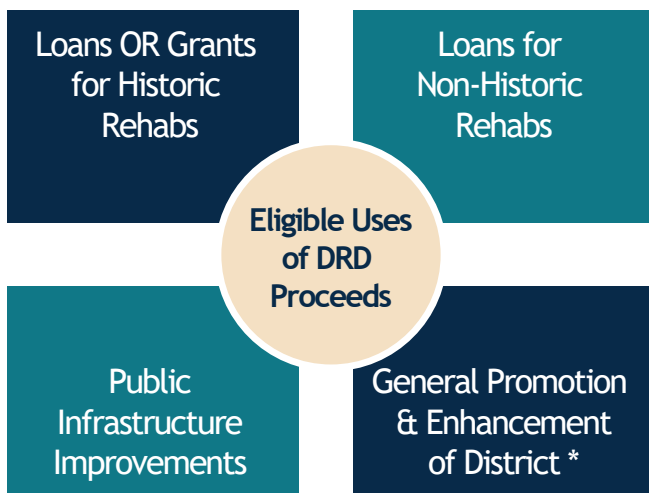 Loans OR Grants
for Historic
Rehabs
Loans for
Non-Historic
Rehabs
Eligible Uses
of DRD
Proceeds
Public
Infrastructure
Improvements
General Promotion
& Enhancement
of District *